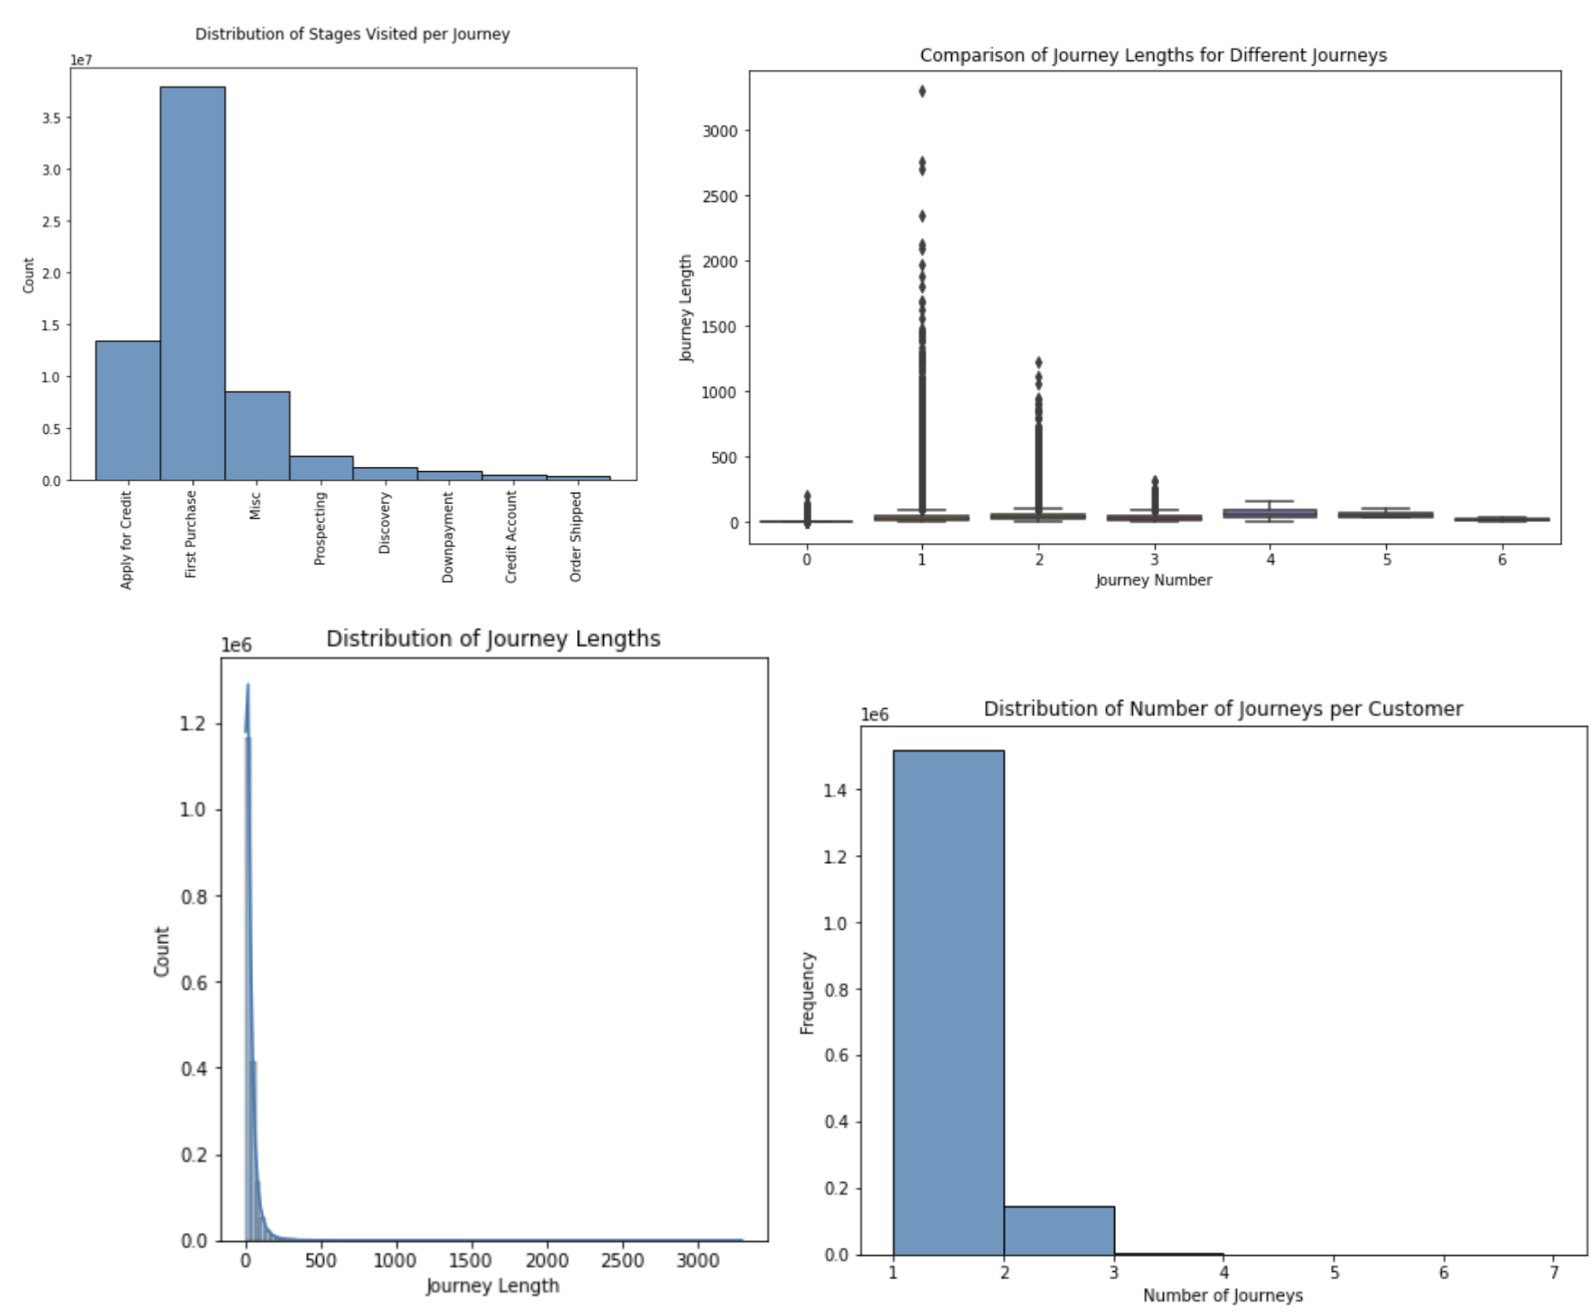 Distribution of Stages Visited per Journey
1e7
3.5
3.0
2.5
2.0
1.5
1.0
0.5
0.0
Count
Apply for Credit
First Purchase
Misc
Prospecting
Discovery
Downpayment
Credit Account
Order Shipped
Comparison of Journey Lengths for Different Journeys
3000
2500
2000
1500
1000
500
0
Journey Length
0 1 2 3 4 5 6
Journey Number
Distribution of Journey Lengths
1e6
1.2
1.0
0.8
0.6
0.4
0.2
0.0
Count
0 500 1000 1500 2000 2500 3000
Journey Length
Distribution of Number of Journeys per Customer
1e6
1.4
1.2
1.0
0.8
0.6
0.4
0.2
0.0
Frequency
1 2 3 4 5 6 7
Number of Journeys